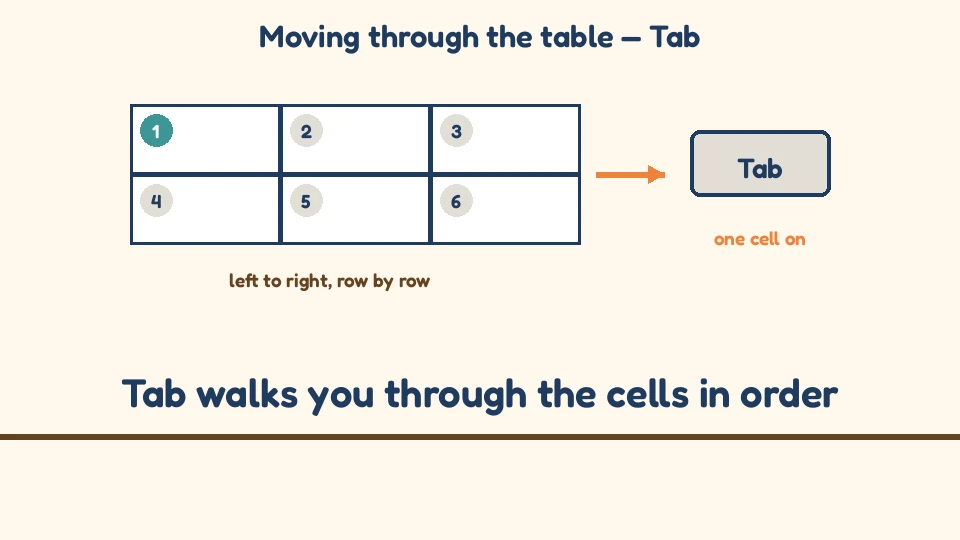 Moving through the table – Tab
1 2 3
4 5 6
Tab
one cell on
left to right, row by row
Tab walks you through the cells in order